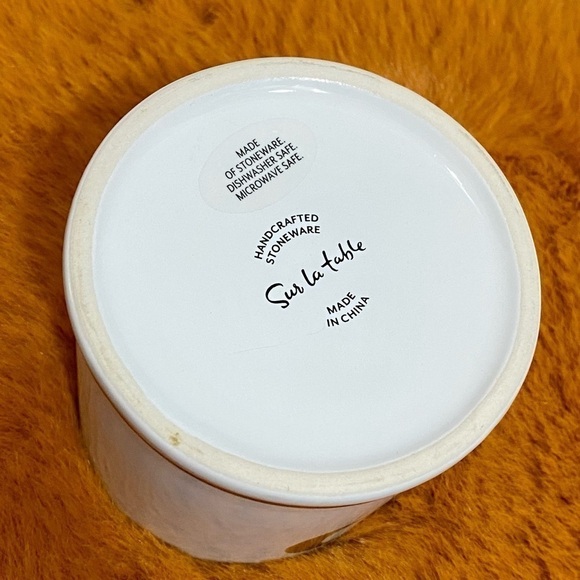 MADE
OF STONEWARE.
DISHWASHER SAFE.
MICROWAVE SAFE.
HANDCRAFTED
STONEWARE
Sur la table
MADE
IN CHINA